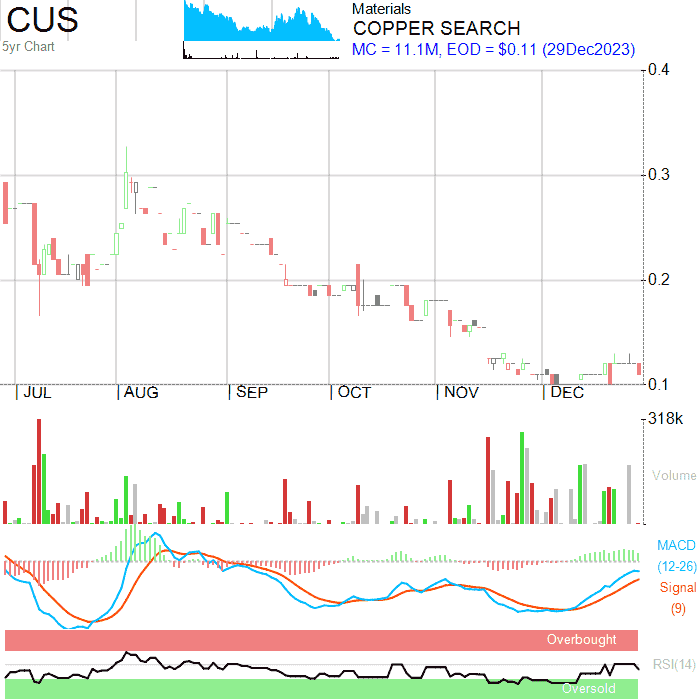 CUS
5yr Chart
Materials
COPPER SEARCH
MC = 11.1M, EOD = $0.11 (29Dec2023)
0.4
0.3
0.2
0.1
JUL AUG SEP OCT NOV DEC
318k
Volume
MACD
(12-26)
Signal
(9)
Overbought
RSI(14)
Oversold